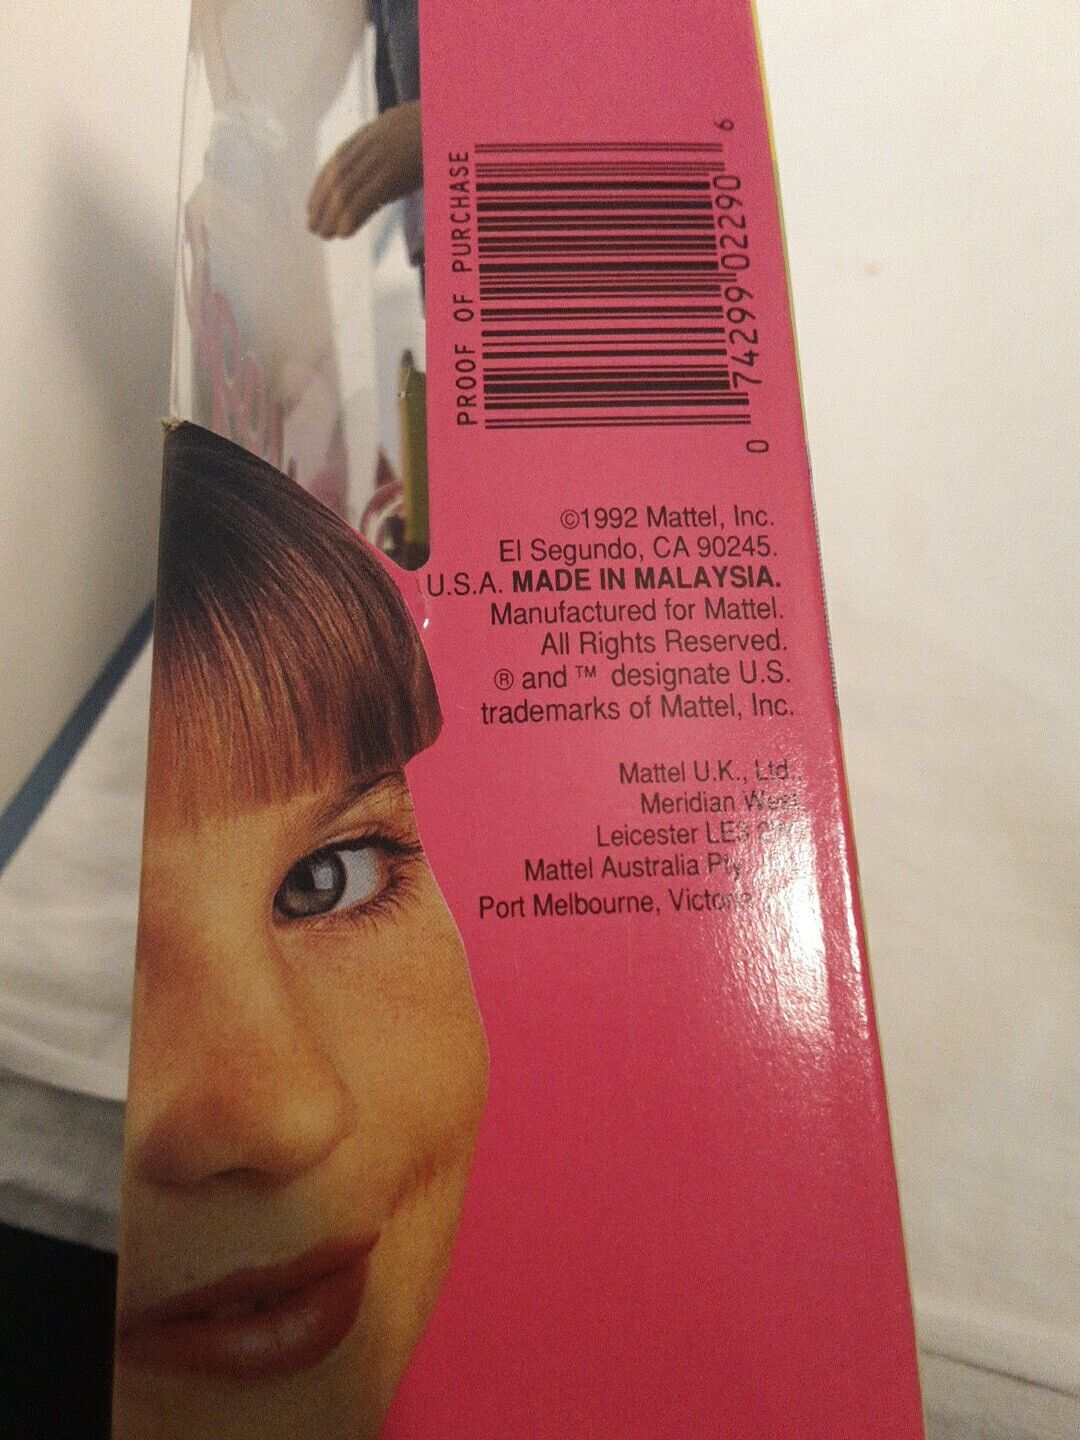 PROOF OF PURCHASE
0 74299 02290 6
©1992 Mattel, Inc.
El Segundo, CA 90245.
U.S.A. MADE IN MALAYSIA.
Manufactured for Mattel.
All Rights Reserved.
® and ™ designate U.S.
trademarks of Mattel, Inc.
Mattel U.K., Ltd.,
Meridian West,
Leicester
Mattel Australia Pty.
Port Melbourne,